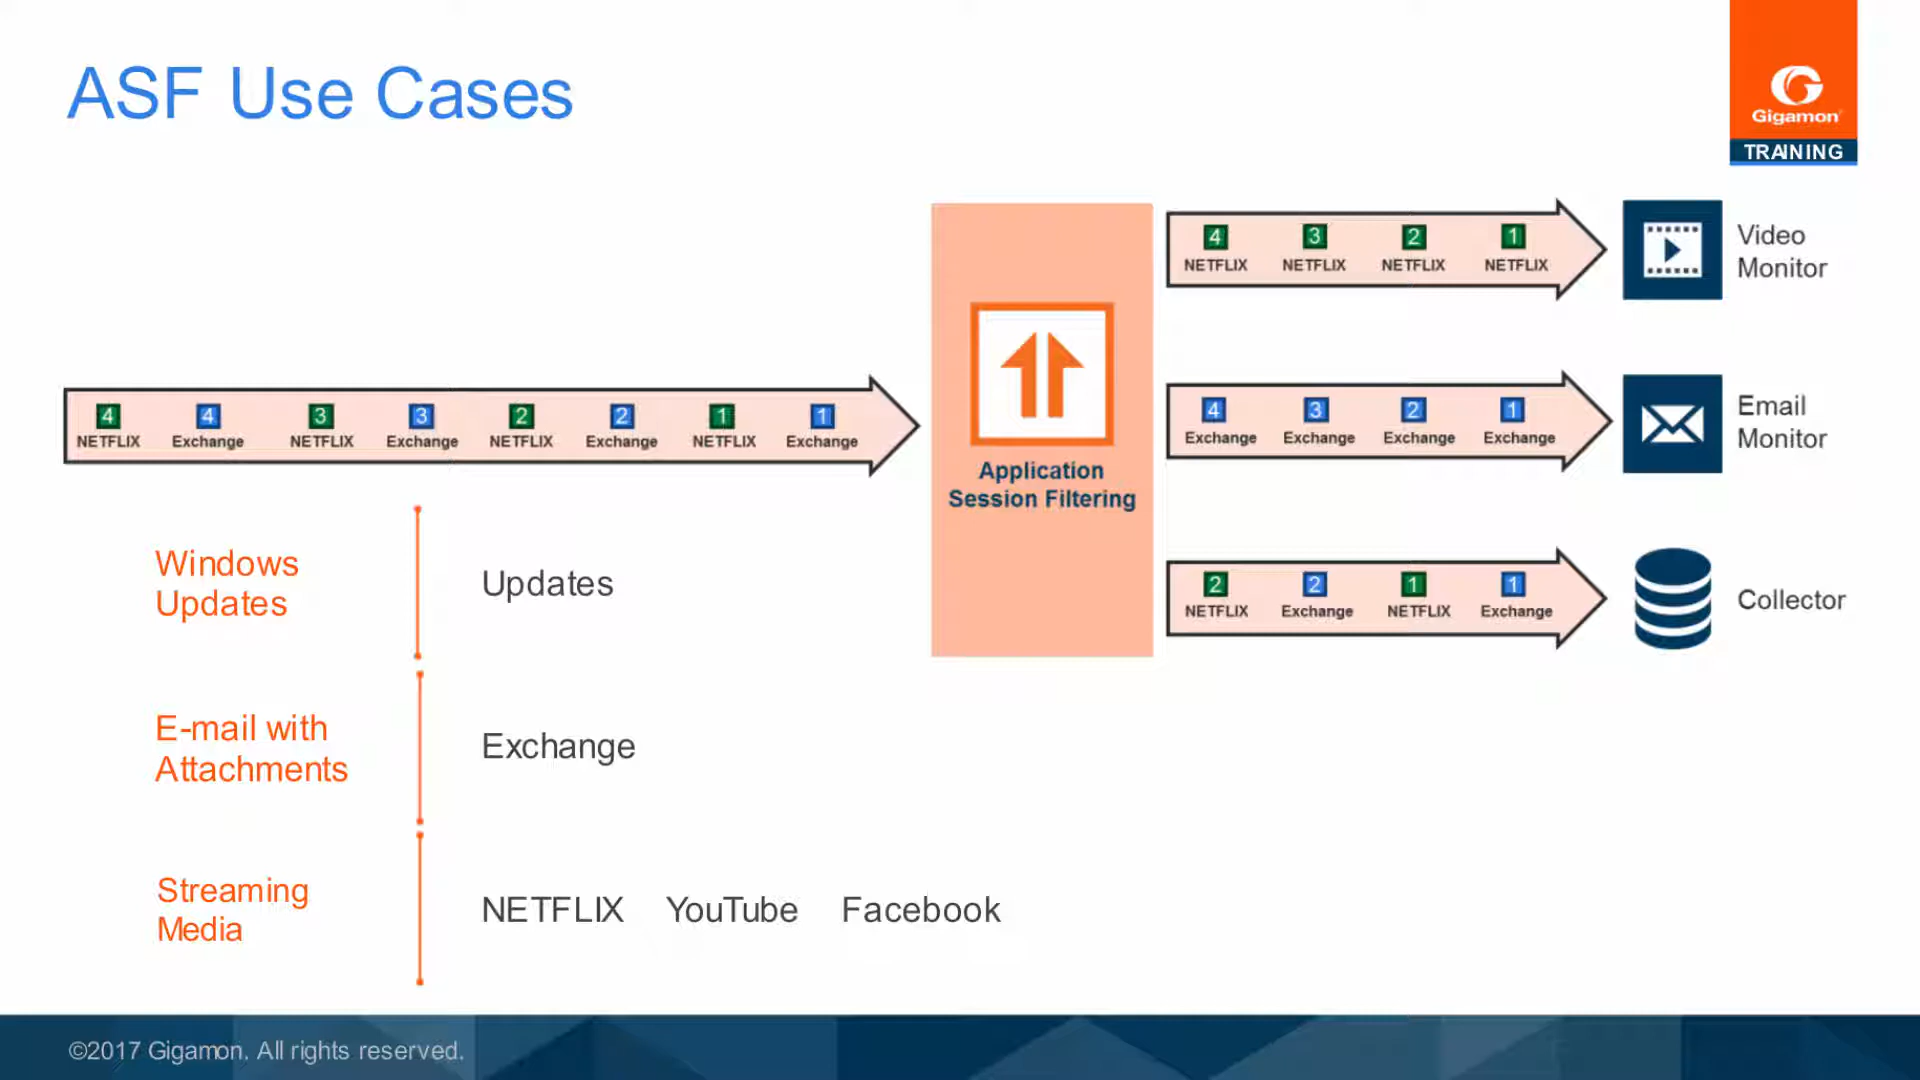 ASF Use Cases
Gigamon®
TRAINING
4 3 2 1
NETFLIX NETFLIX NETFLIX NETFLIX
Video
Monitor
4 4 3 3 2 2 1 1
NETFLIX Exchange NETFLIX Exchange NETFLIX Exchange NETFLIX Exchange
Application
Session Filtering
4 3 2 1
Exchange Exchange Exchange Exchange
Email
Monitor
2 2 1 1
NETFLIX Exchange NETFLIX Exchange
Collector
Windows
Updates
Updates
E-mail with
Attachments
Exchange
Streaming
Media
NETFLIX YouTube Facebook
©2017 Gigamon. All rights reserved.